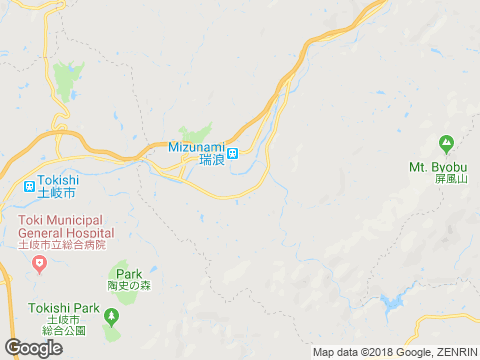 Mizunami
瑞浪
Mt. Byobu
屏風山
Tokishi
土岐市
Toki Municipal
General Hospital
土岐市立総合病院
Park
陶史の森
Tokishi Park
土岐市
総合公園
Google
Map data ©2018 Google, ZENRIN